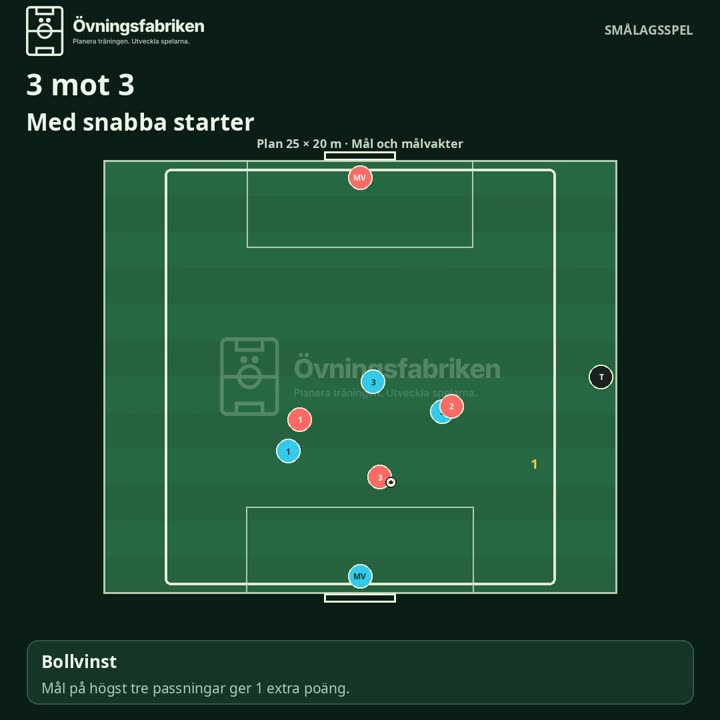 Övningsfabriken
Planera träningen. Utveckla spelarna.
SMÅLAGSSPEL
3 mot 3
Med snabba starter
Plan 25 × 20 m · Mål och målvakter
MV
Övningsfabriken
Planera träningen. Utveckla spelarna.
T
3
2
1
1
1
3
MV
Bollvinst
Mål på högst tre passningar ger 1 extra poäng.